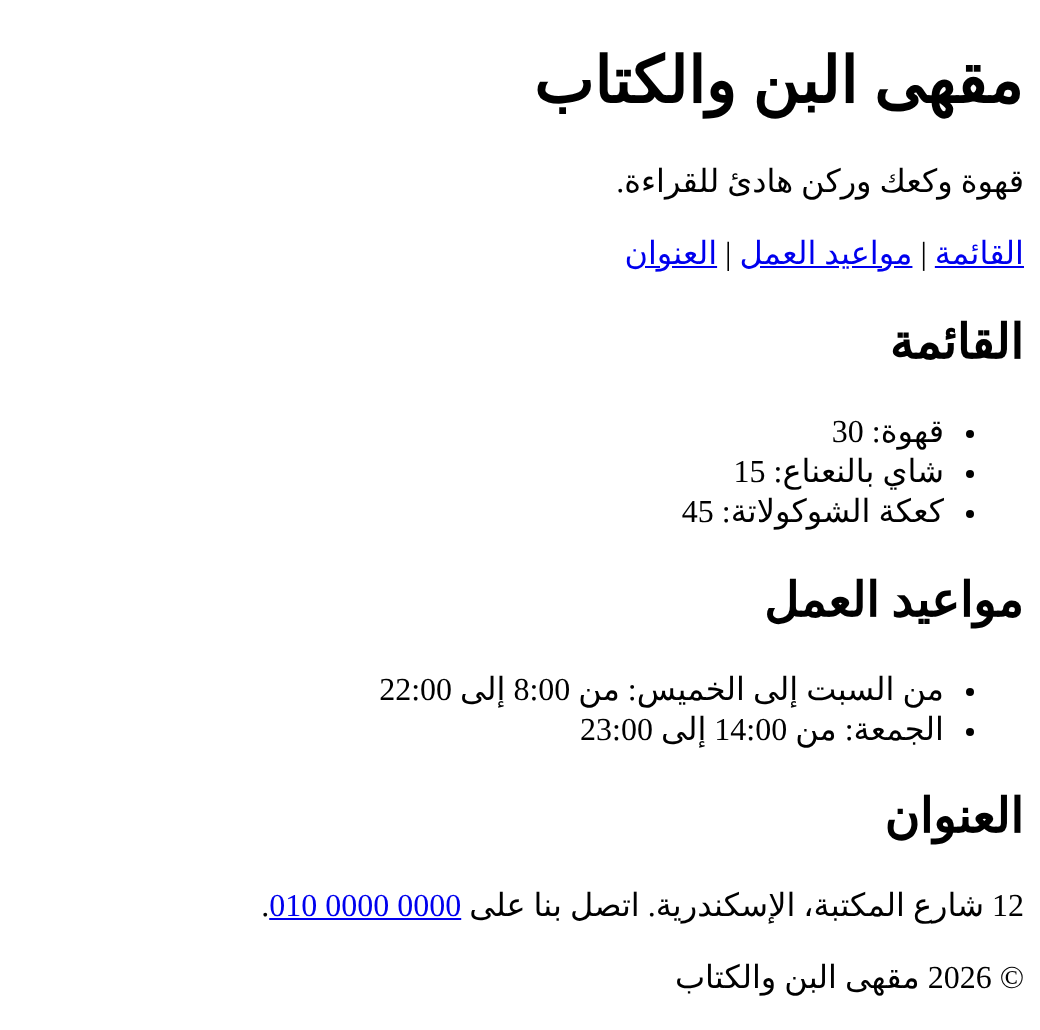 مقهى البن والكتاب
قهوة وكعك وركن هادئ للقراءة.
القائمة | مواعيد العمل | العنوان
القائمة
• قهوة: 30
• شاي بالنعناع: 15
• كعكة الشوكولاتة: 45
مواعيد العمل
• من السبت إلى الخميس: من 8:00 إلى 22:00
• الجمعة: من 14:00 إلى 23:00
العنوان
12 شارع المكتبة، الإسكندرية. اتصل بنا على 010 0000 0000.
© 2026 مقهى البن والكتاب